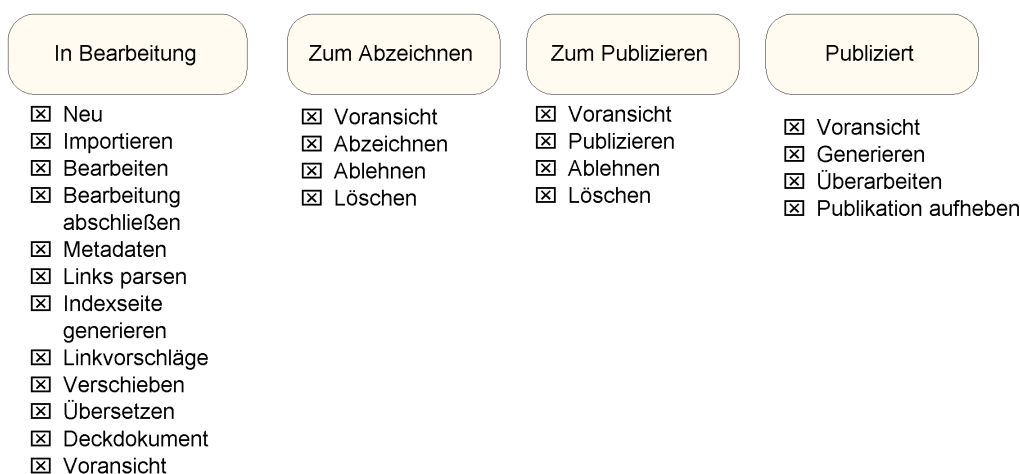 In Bearbeitung
Neu
Importieren
Bearbeiten
Bearbeitung
abschließen
Metadaten
Links parsen
Indexseite
generieren
Linkvorschläge
Verschieben
Übersetzen
Deckdokument
Voransicht
Zum Abzeichnen
Voransicht
Abzeichnen
Ablehnen
Löschen
Zum Publizieren
Voransicht
Publizieren
Ablehnen
Löschen
Publiziert
Voransicht
Generieren
Überarbeiten
Publikation aufheben